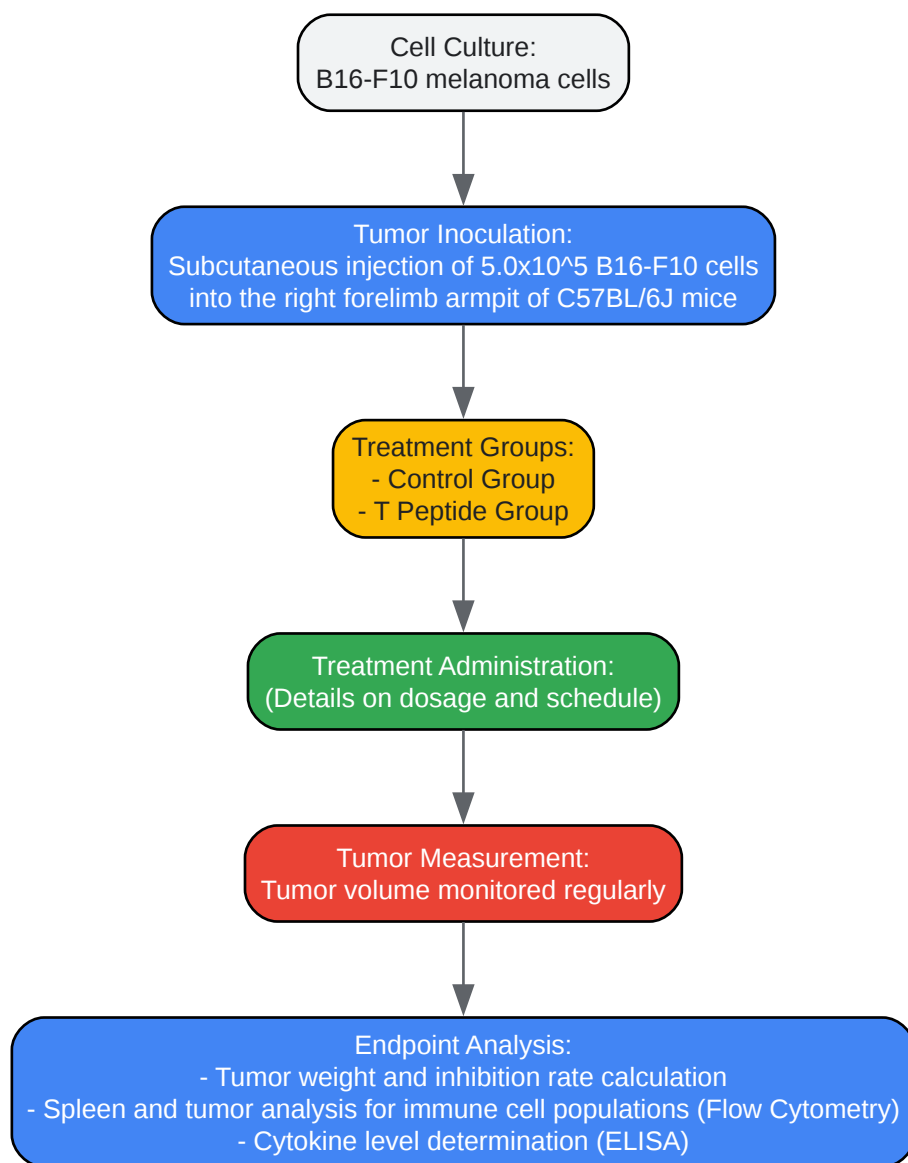 Cell Culture:
B16-F10 melanoma cells
Tumor Inoculation:
Subcutaneous injection of 5.0x10^5 B16-F10 cells
into the right forelimb armpit of C57BL/6J mice
Treatment Groups:
- Control Group
- T Peptide Group
Treatment Administration:
(Details on dosage and schedule)
Tumor Measurement:
Tumor volume monitored regularly
Endpoint Analysis:
- Tumor weight and inhibition rate calculation
- Spleen and tumor analysis for immune cell populations (Flow Cytometry)
- Cytokine level determination (ELISA)